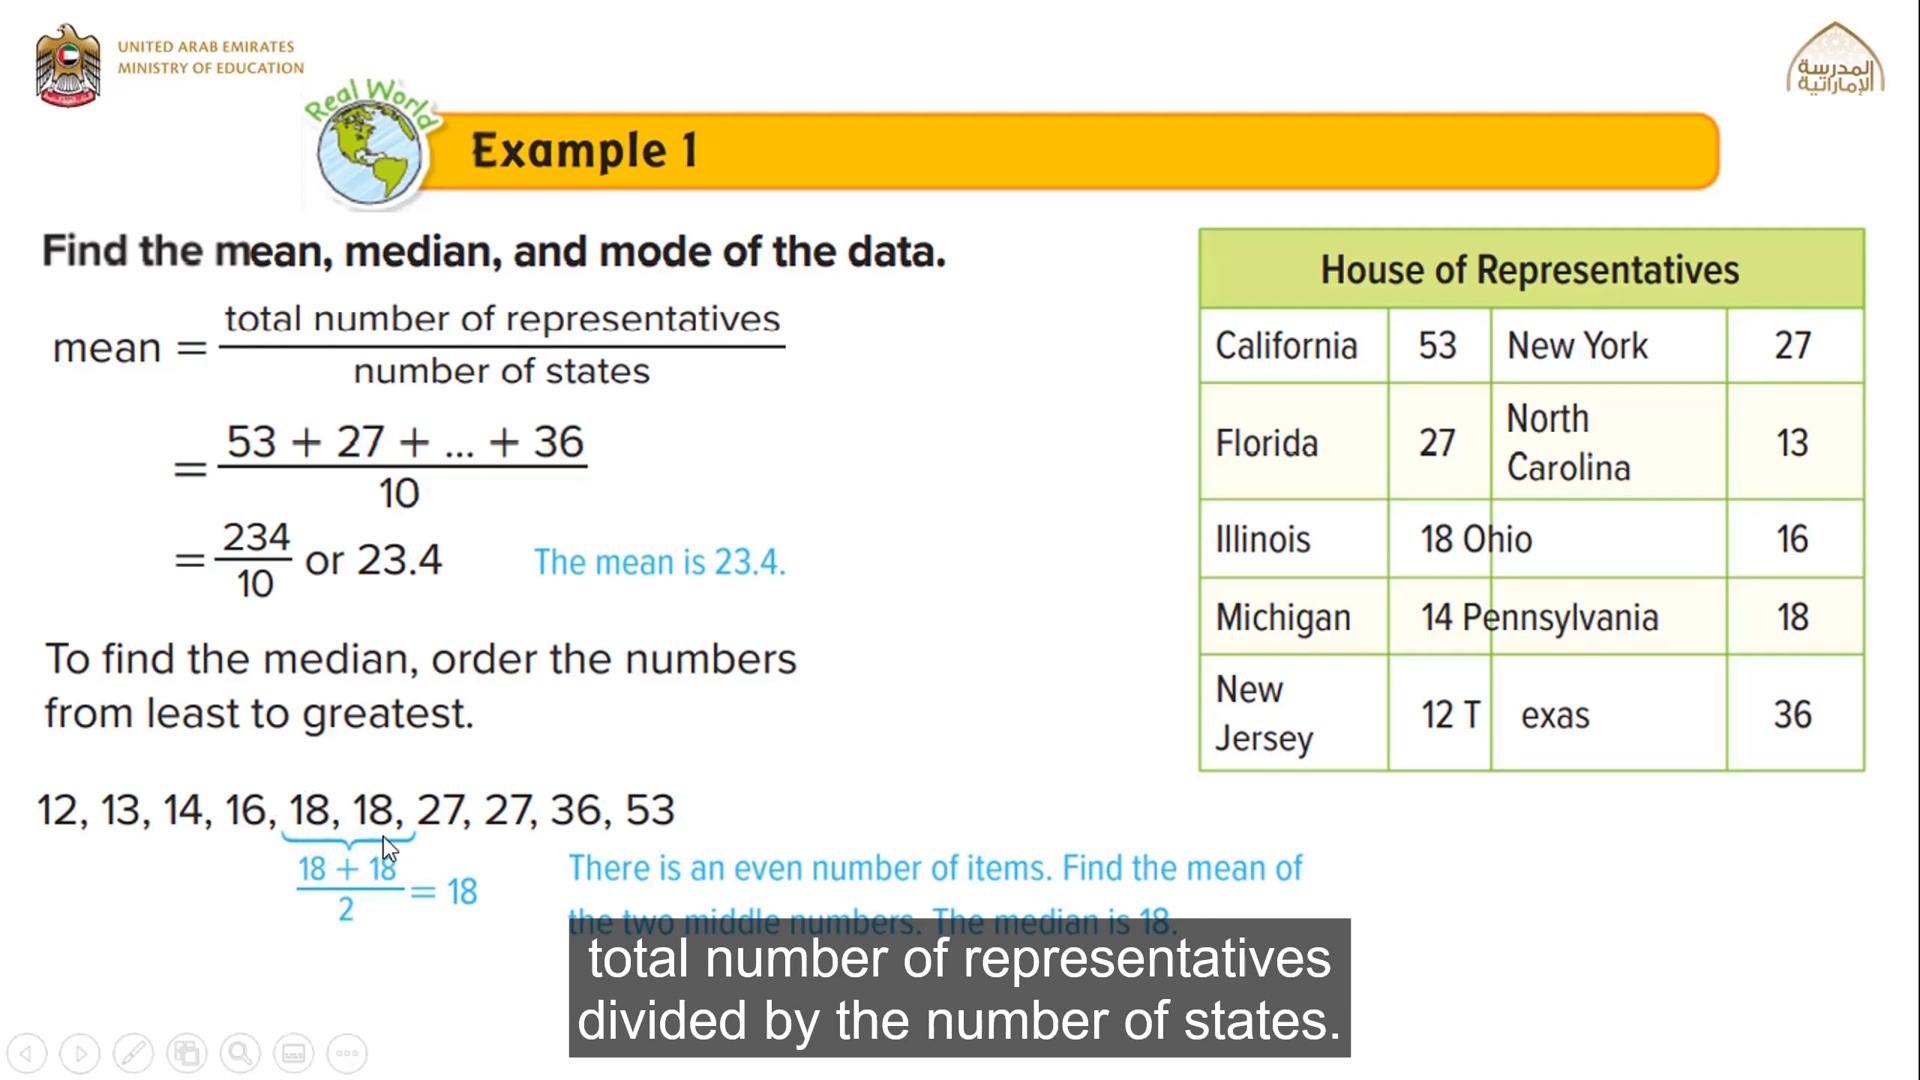 UNITED ARAB EMIRATES
MINISTRY OF EDUCATION
المدرسة
الإماراتية
Real World
Example 1
Find the mean, median, and mode of the data.
mean = total number of representatives
number of states
= 53 + 27 + ... + 36
10
= 234
10
or 23.4
The mean is 23.4.
To find the median, order the numbers
from least to greatest.
12, 13, 14, 16, 18, 18, 27, 27, 36, 53
18 + 18
2
= 18
There is an even number of items. Find the mean of
the two middle numbers. The median is 18.
House of Representatives
California 53 New York 27
Florida 27 North Carolina 13
Illinois 18 Ohio 16
Michigan 14 Pennsylvania 18
New Jersey 12 T exas 36
total number of representatives
divided by the number of states.